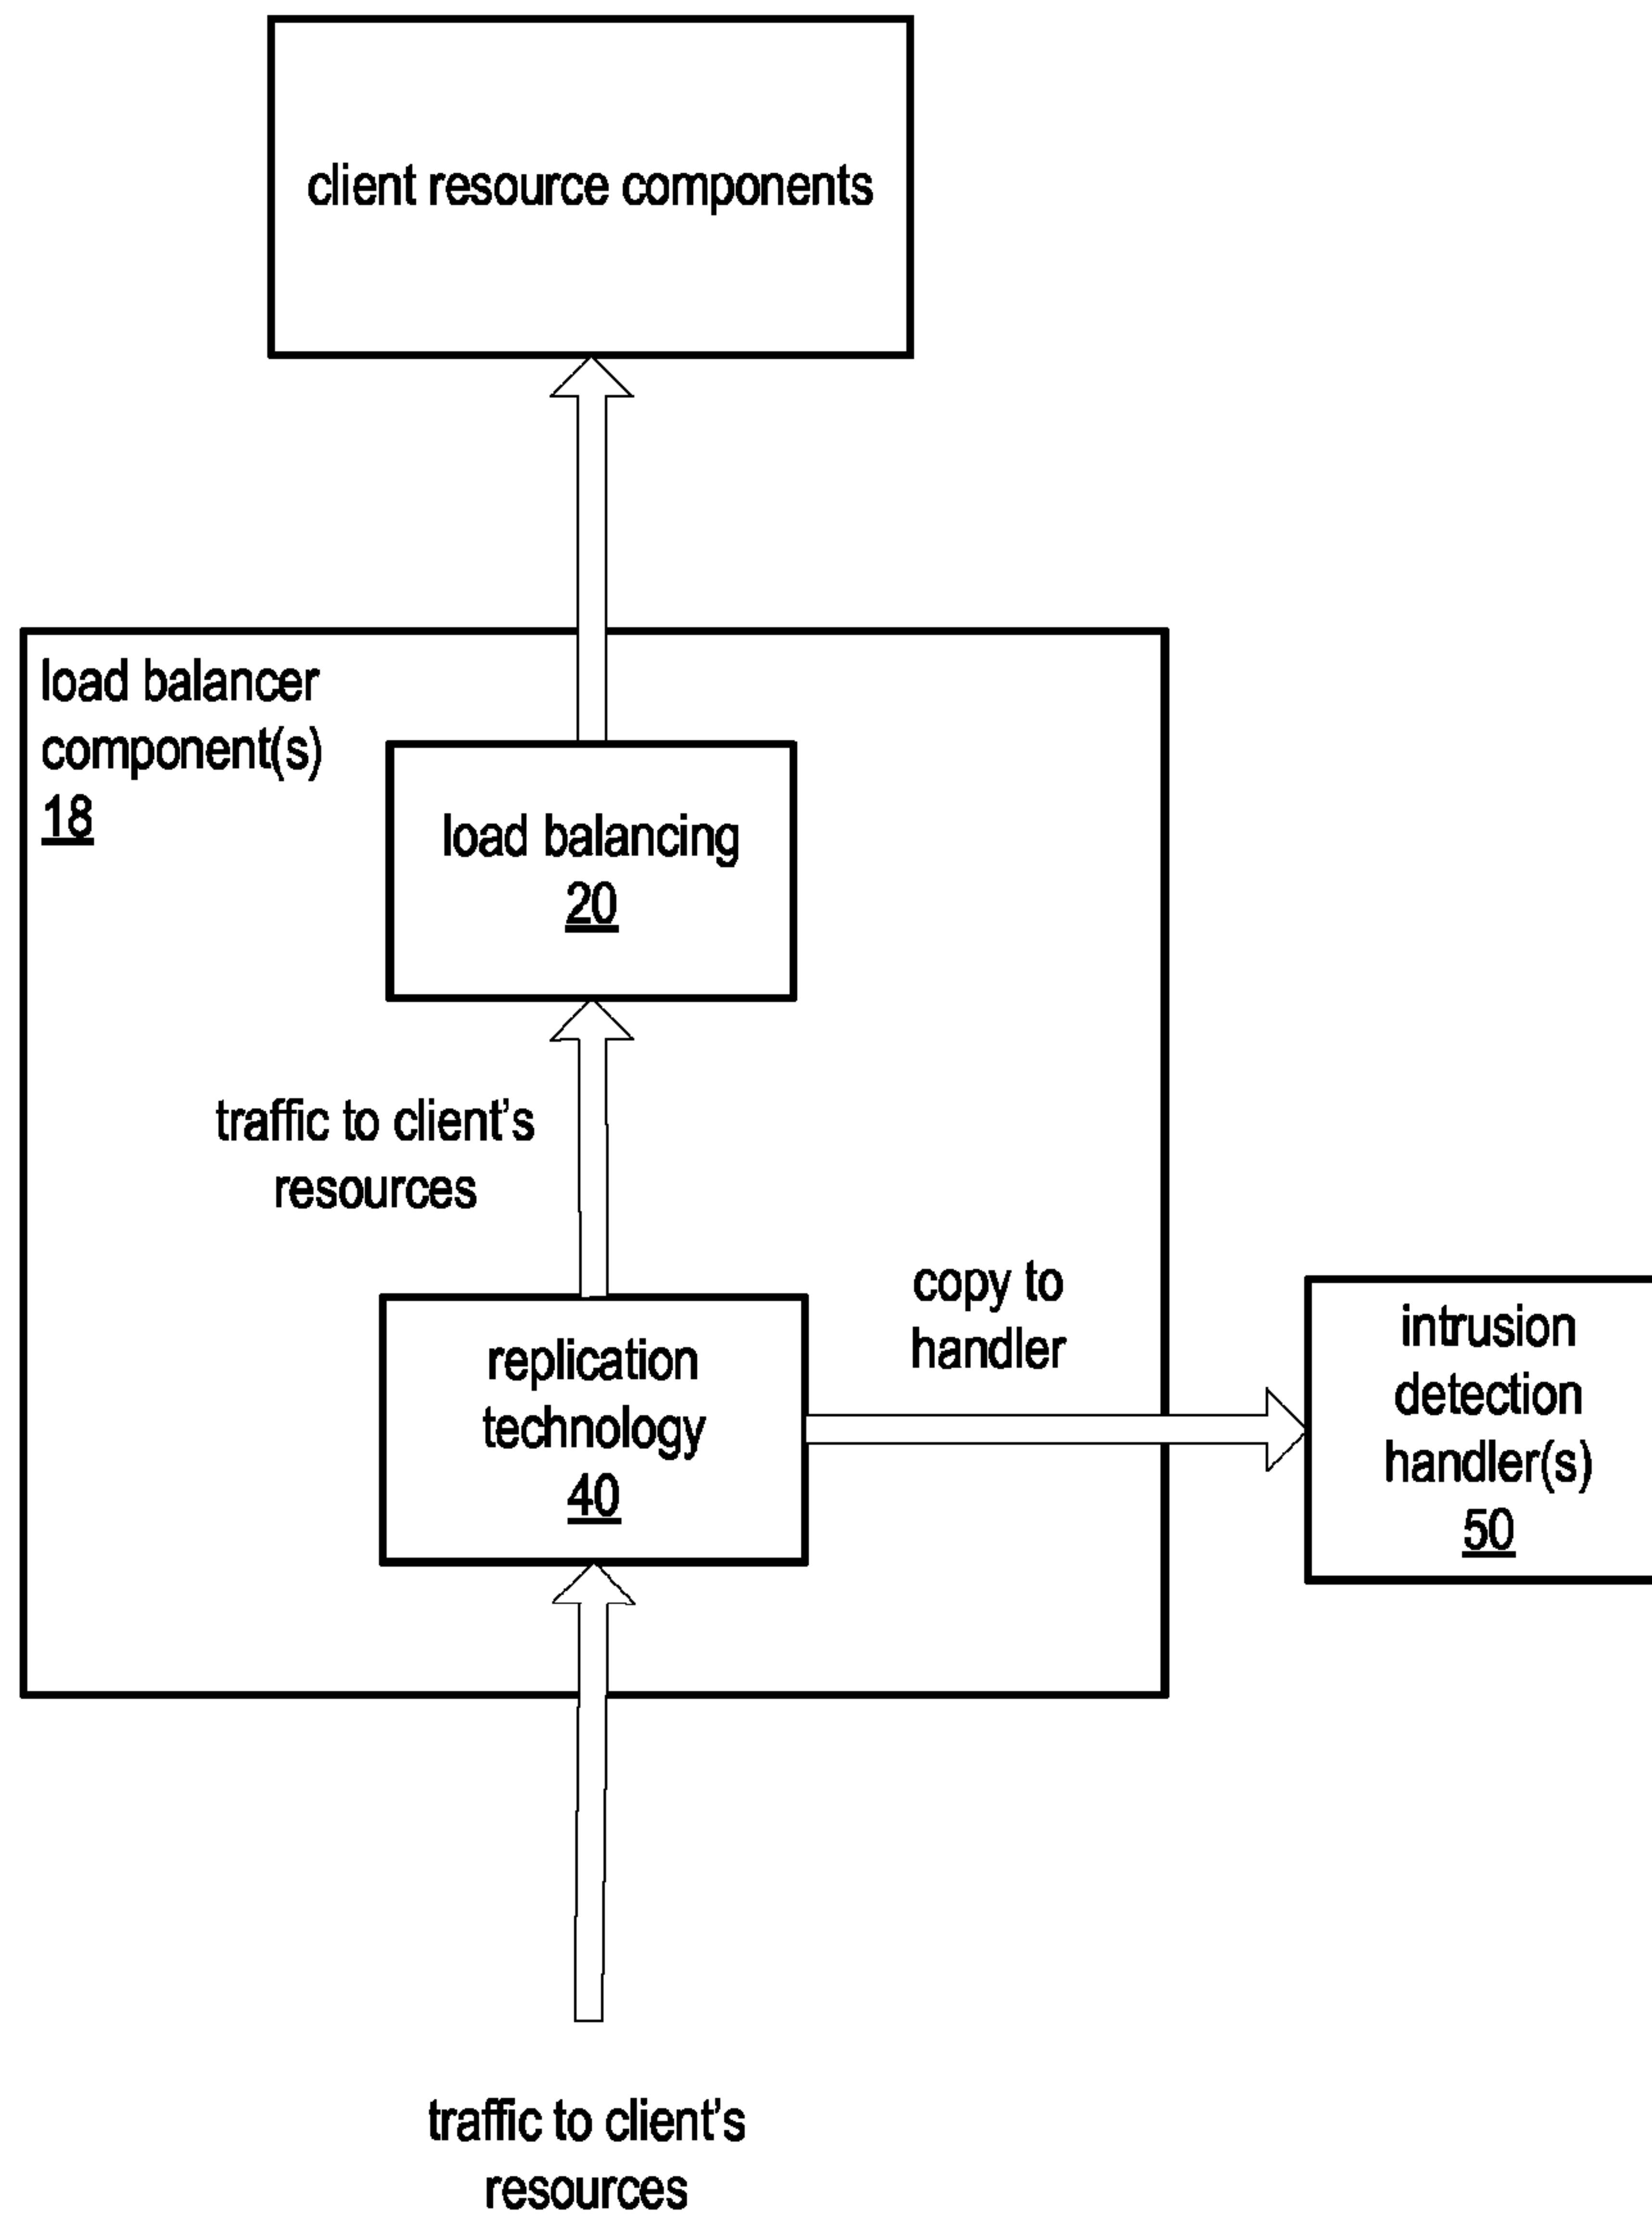 client resource components
load balancer
component(s)
18
load balancing
20
traffic to client's
resources
copy to
handler
replication
technology
40
intrusion
detection
handler(s)
50
traffic to client's
resources